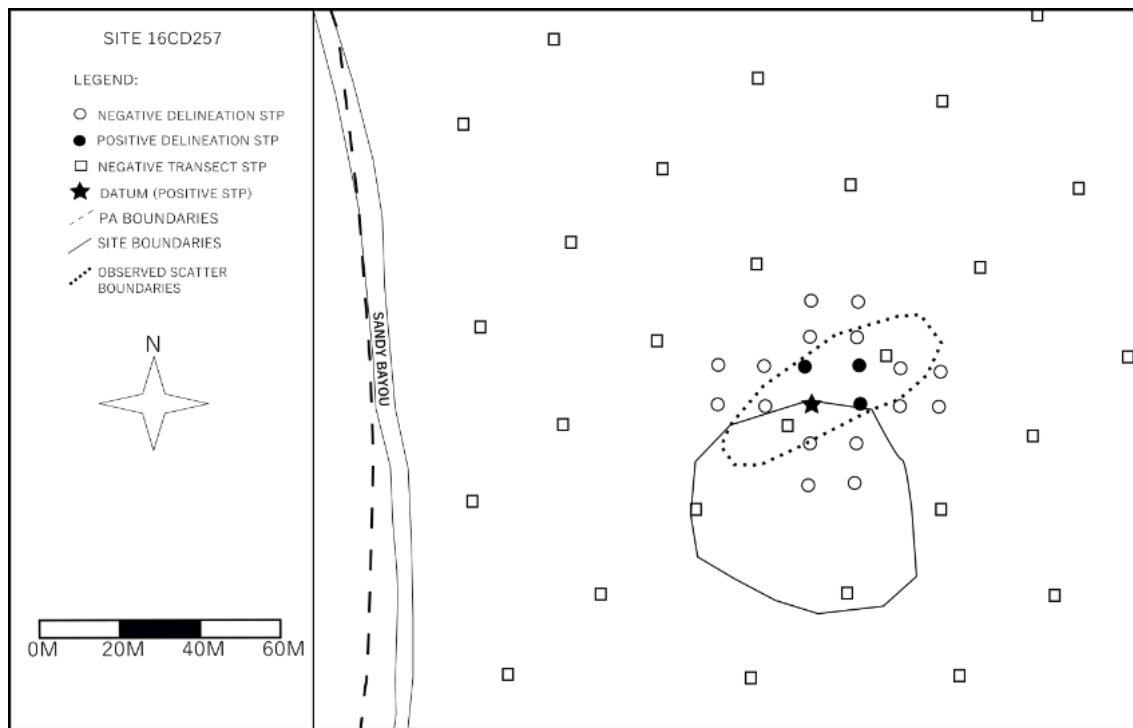 SITE 16CD257
LEGEND:
NEGATIVE DELINEATION STP
POSITIVE DELINEATION STP
NEGATIVE TRANSECT STP
DATUM (POSITIVE STP)
PA BOUNDARIES
SITE BOUNDARIES
OBSERVED SCATTER
BOUNDARIES
N
0M 20M 40M 60M
SANDY BAYOU